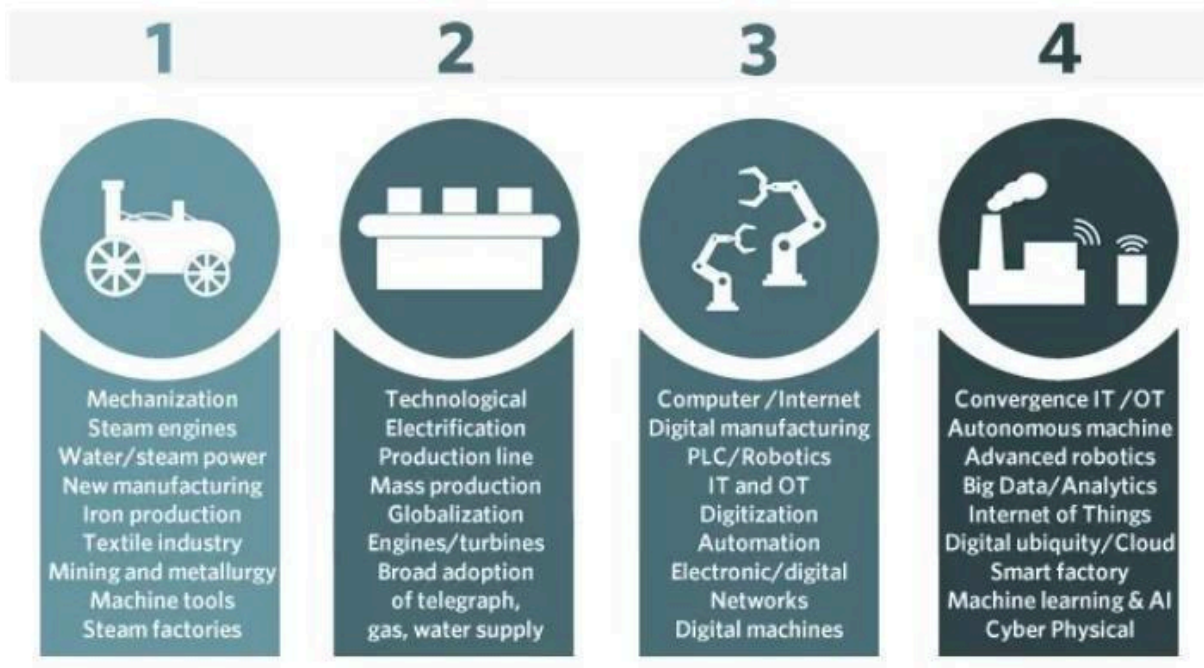 1
2
3
4
Mechanization
Steam engines
Water/steam power
New manufacturing
Iron production
Textile industry
Mining and metallurgy
Machine tools
Steam factories
Technological
Electrification
Production line
Mass production
Globalization
Engines/turbines
Broad adoption
of telegraph,
gas, water supply
Computer /Internet
Digital manufacturing
PLC/Robotics
IT and OT
Digitization
Automation
Electronic/digital
Networks
Digital machines
Convergence IT /OT
Autonomous machine
Advanced robotics
Big Data/Analytics
Internet of Things
Digital ubiquity/Cloud
Smart factory
Machine learning & AI
Cyber Physical